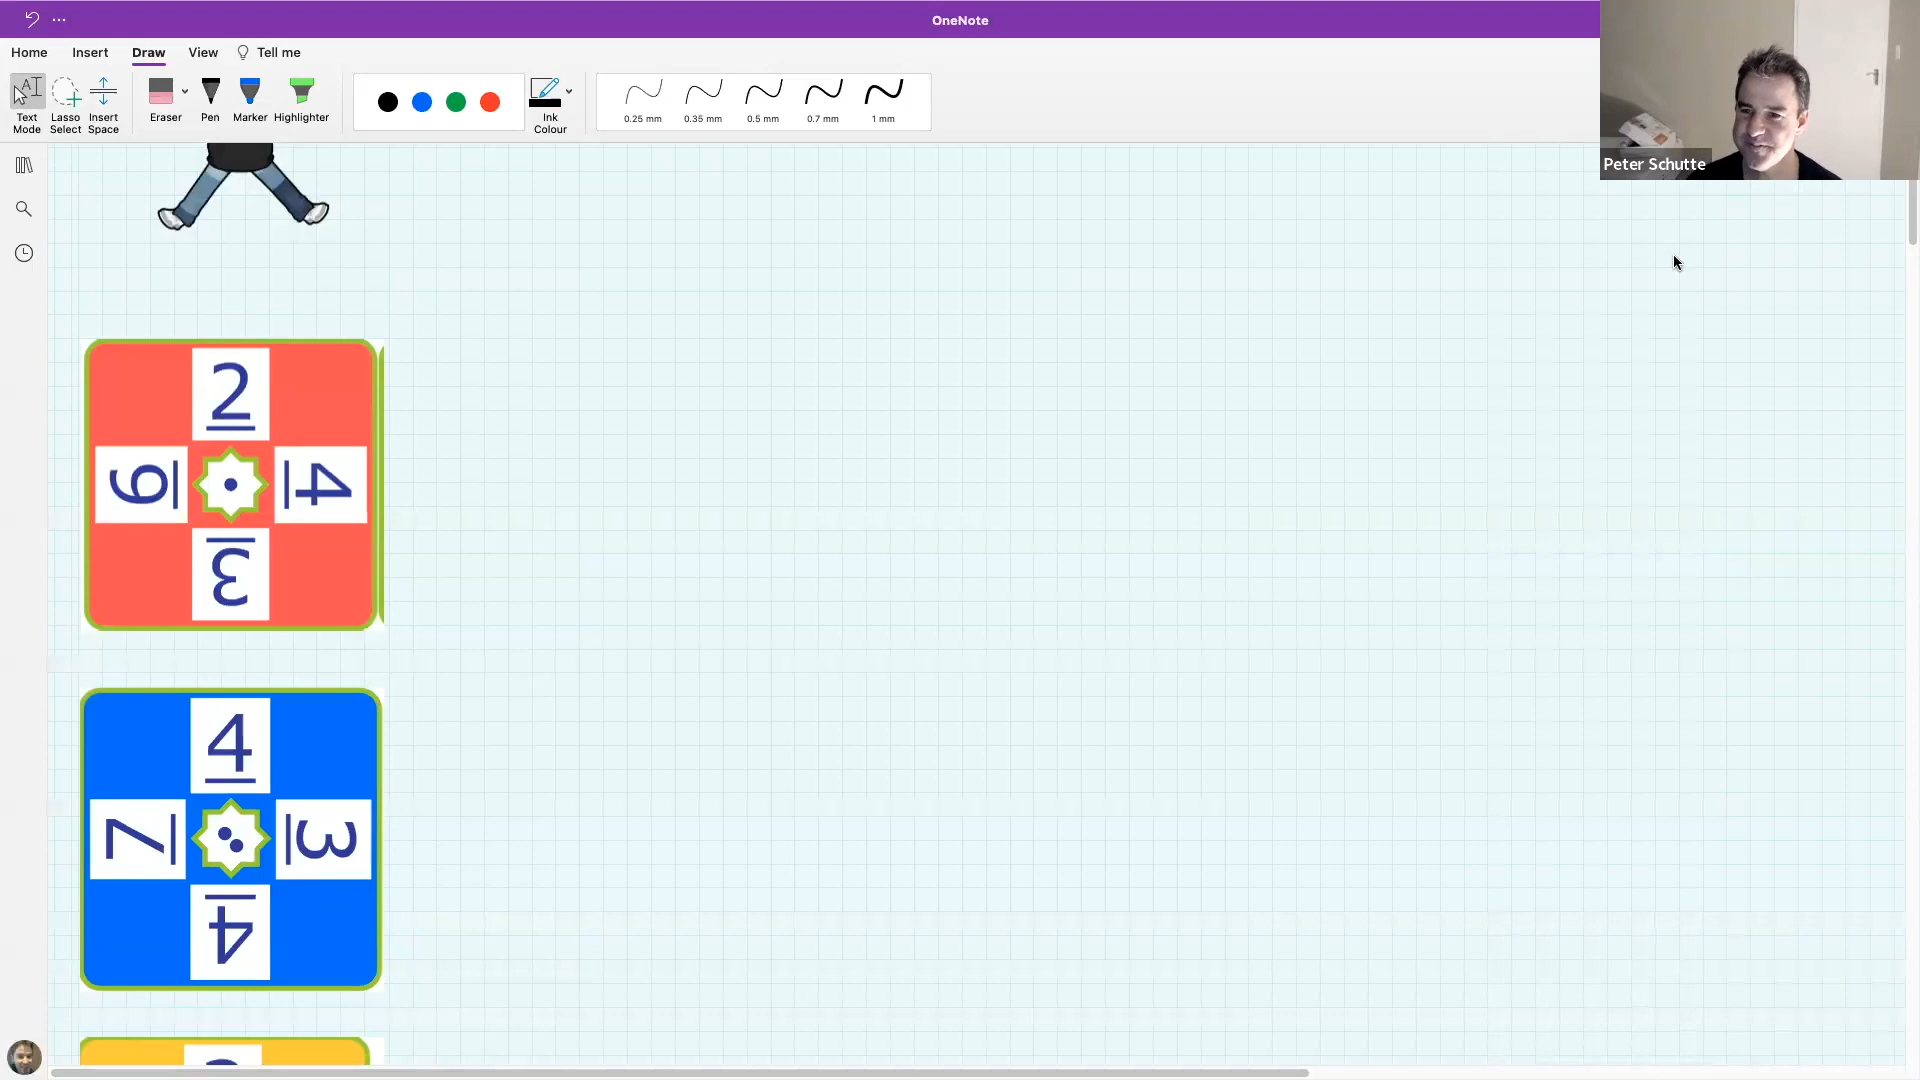 OneNote
Home Insert Draw View Tell me
Text Mode
Lasso Select
Insert Space
Eraser
Pen
Marker
Highlighter
Ink Colour
0.25 mm
0.35 mm
0.5 mm
0.7 mm
1 mm
Peter Schutte
2
9
4
3
4
7
3
4